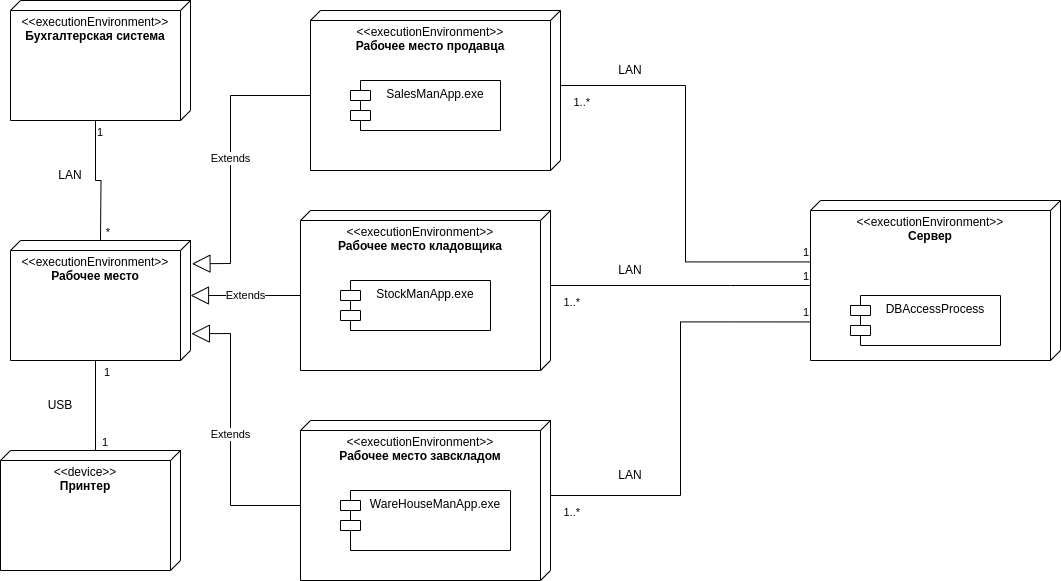 <<executionEnvironment>>
Бухгалтерская система
1
LAN
*
<<executionEnvironment>>
Рабочее место
1
USB
1
<<device>>
Принтер
<<executionEnvironment>>
Рабочее место продавца
SalesManApp.exe
Extends
LAN
1..*
<<executionEnvironment>>
Рабочее место кладовщика
StockManApp.exe
Extends
LAN
1..*
<<executionEnvironment>>
Рабочее место завскладом
WareHouseManApp.exe
Extends
LAN
1..*
1
1
1
<<executionEnvironment>>
Сервер
DBAccessProcess